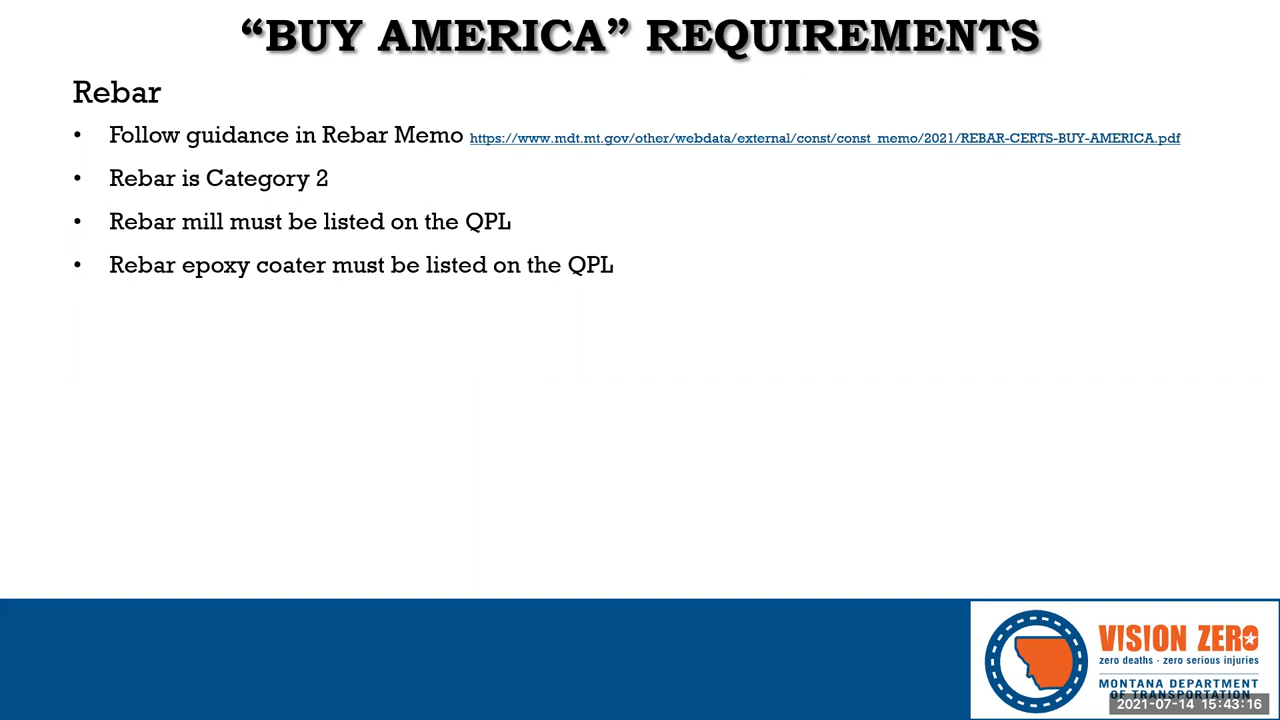 “BUY AMERICA” REQUIREMENTS
Rebar
• Follow guidance in Rebar Memo https://www.mdt.mt.gov/other/webdata/external/const/const_memo/2021/REBAR-CERTS-BUY-AMERICA.pdf
• Rebar is Category 2
• Rebar mill must be listed on the QPL
• Rebar epoxy coater must be listed on the QPL
VISION ZERO
zero deaths · zero serious injuries
MONTANA DEPARTMENT
OF TRANSPORTATION
2021-07-14 15:43:16